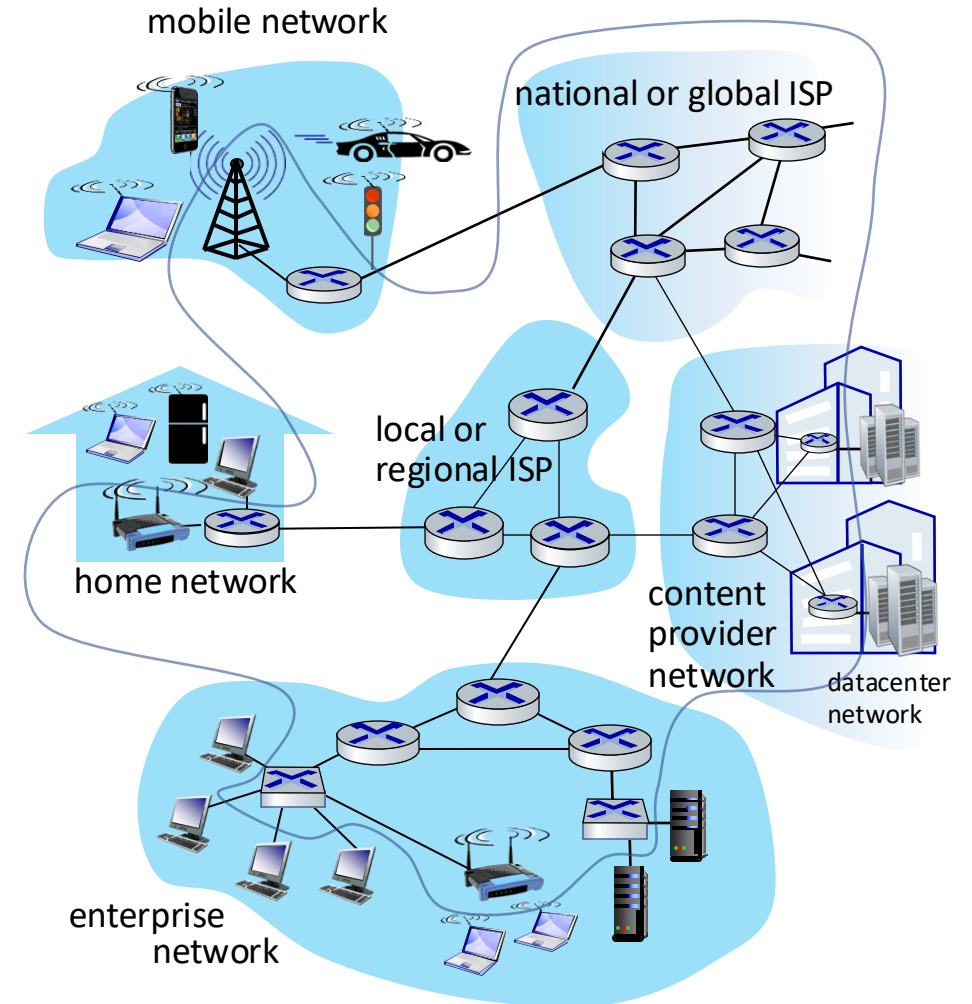 mobile network
national or global ISP
local or
regional ISP
home network
content
provider
network
datacenter
network
enterprise
network